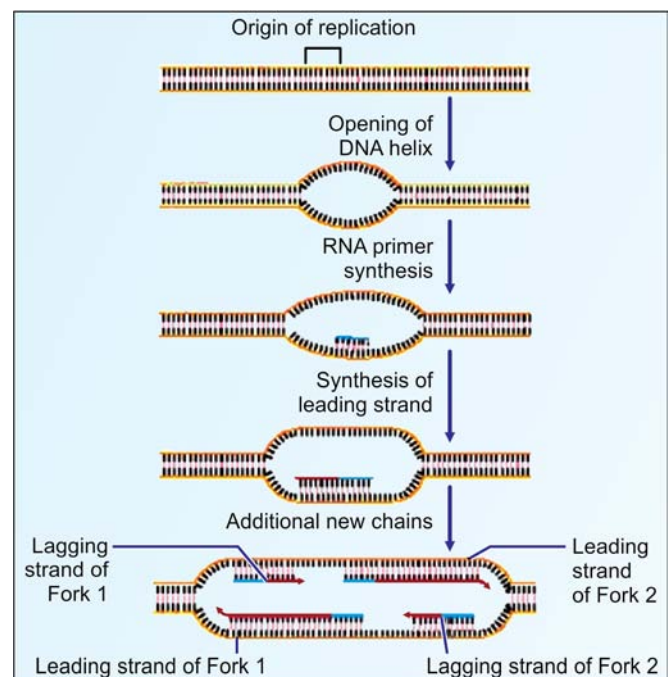 Origin of replication
Opening of
DNA helix
RNA primer
synthesis
Synthesis of
leading strand
Additional new chains
Lagging
strand of
Fork 1
Leading
strand
of Fork 2
Leading strand of Fork 1
Lagging strand of Fork 2